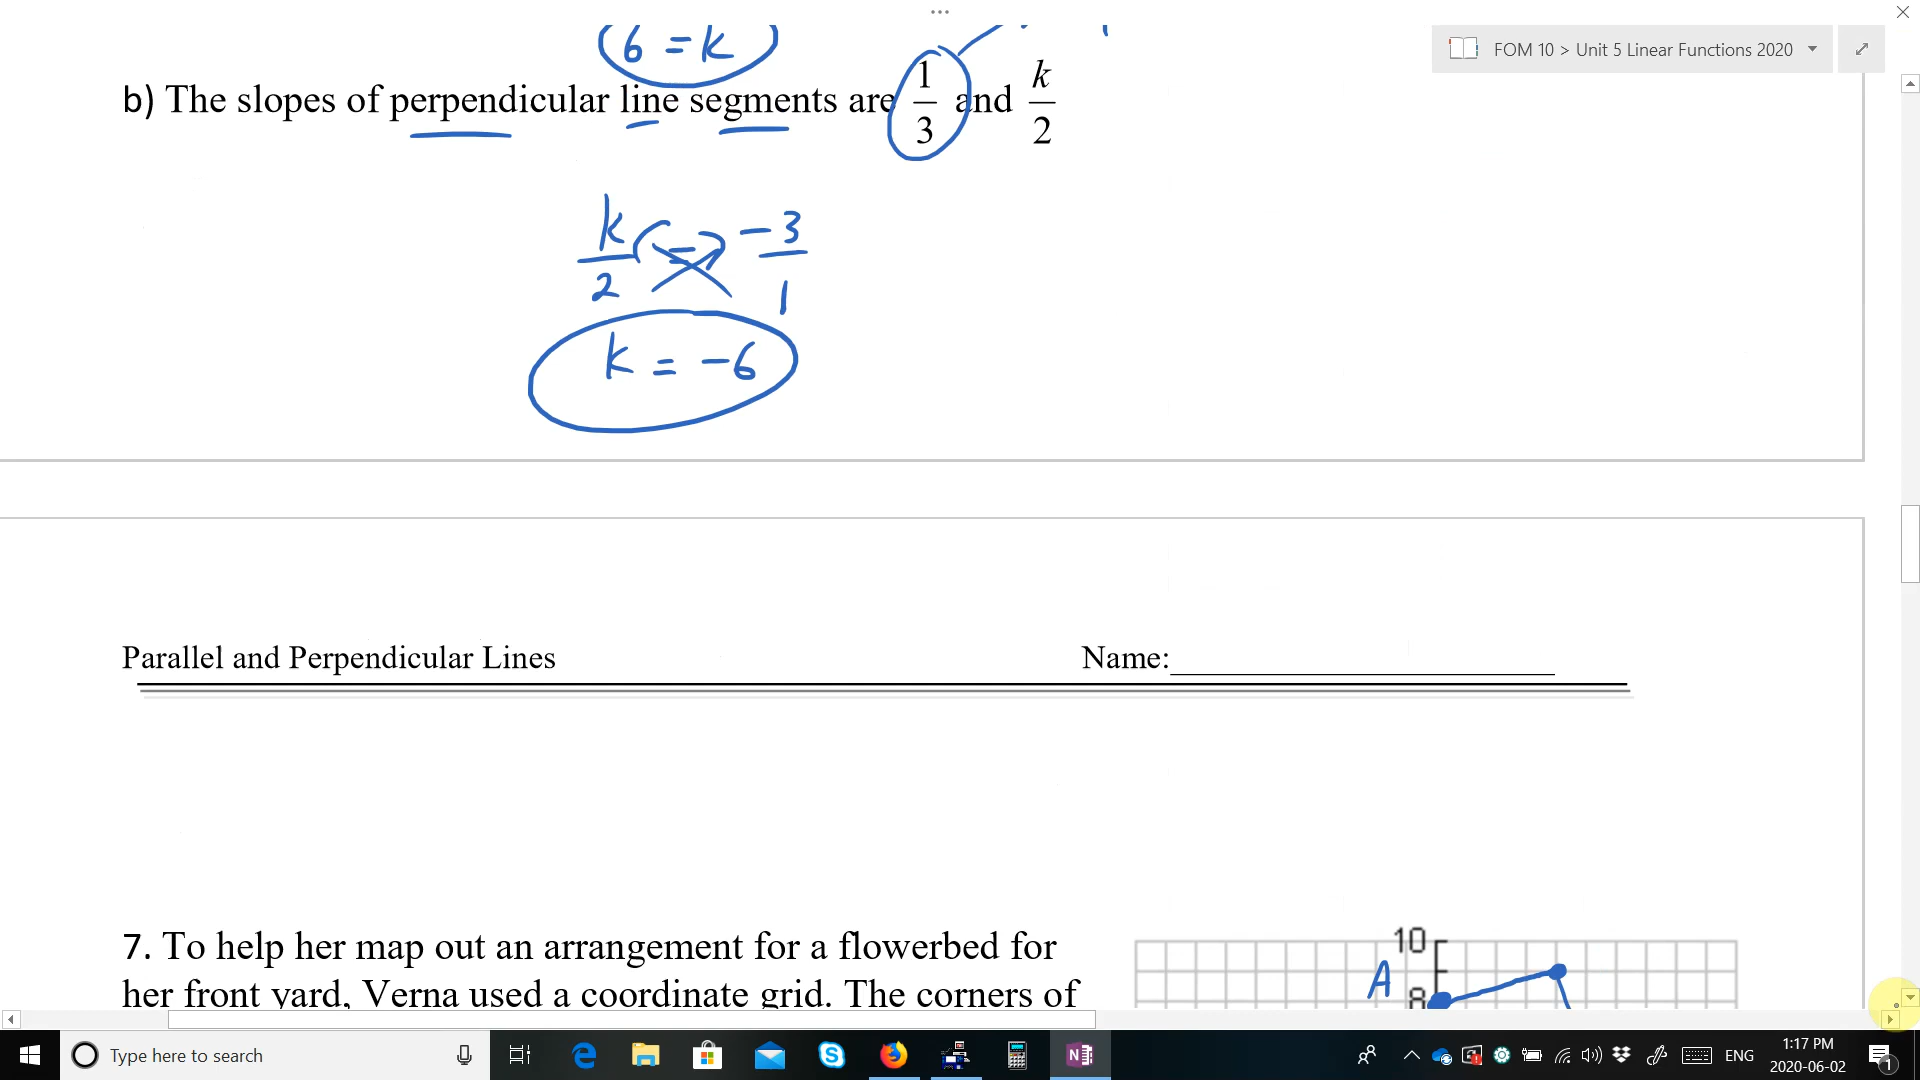 FOM 10 > Unit 5 Linear Functions 2020
6 = k
b) The slopes of perpendicular line segments are 1/3 and k/2
k/2 = -3/1
k = -6
Parallel and Perpendicular Lines Name:
7. To help her map out an arrangement for a flowerbed for
her front yard, Verna used a coordinate grid. The corners of
10
A
8
Type here to search
ENG
1:17 PM
2020-06-02
1